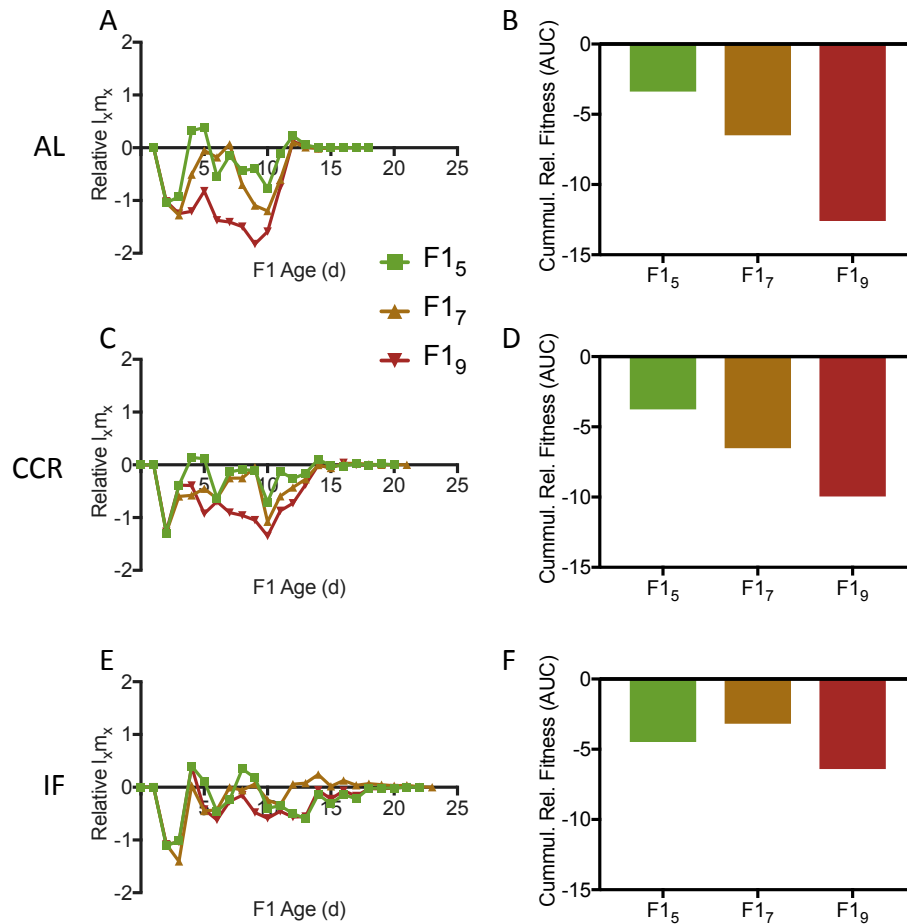 A
B
AL
Relative lₓmₓ
2
1
0
-1
-2
5
10
15
20
25
F1 Age (d)
Cummul. Rel. Fitness (AUC)
0
-5
-10
-15
F1₅
F1₇
F1₉
F1₅
F1₇
F1₉
C
D
CCR
Relative lₓmₓ
2
1
0
-1
-2
5
10
15
20
25
F1 Age (d)
Cummul. Rel. Fitness (AUC)
0
-5
-10
-15
F1₅
F1₇
F1₉
E
F
IF
Relative lₓmₓ
2
1
0
-1
-2
5
10
15
20
25
F1 Age (d)
Cummul. Rel. Fitness (AUC)
0
-5
-10
-15
F1₅
F1₇
F1₉